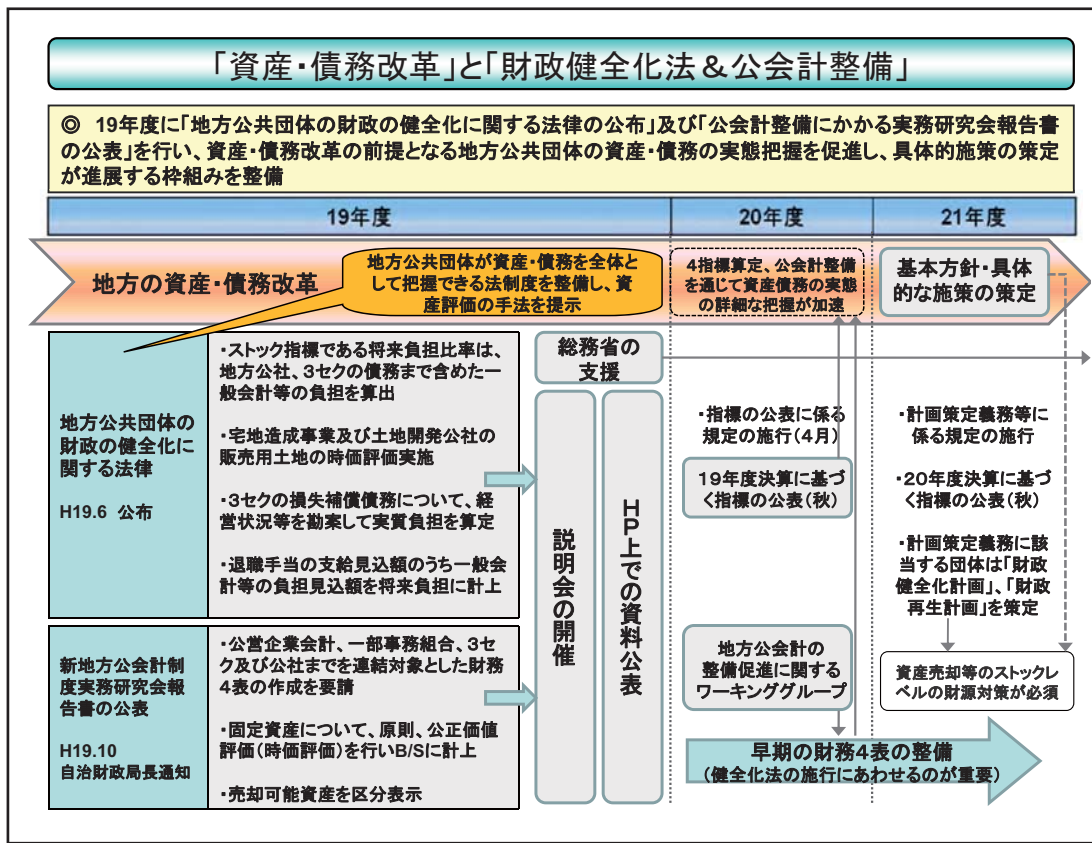 「資産・債務改革」と「財政健全化法＆公会計整備」
◎ 19年度に「地方公共団体の財政の健全化に関する法律の公布」及び「公会計整備にかかる実務研究会報告書
の公表」を行い、資産・債務改革の前提となる地方公共団体の資産・債務の実態把握を促進し、具体的施策の策定
が進展する枠組みを整備
19年度
20年度
21年度
地方の資産・債務改革
地方公共団体が資産・債務を全体と
して把握できる法制度を整備し、資
産評価の手法を提示
4指標算定、公会計整備
を通じて資産債務の実態
の詳細な把握が加速
基本方針・具体
的な施策の策定
地方公共団体の
財政の健全化に
関する法律
H19.6 公布
・ストック指標である将来負担比率は、
地方公社、3セクの債務まで含めた一
般会計等の負担を算出
・宅地造成事業及び土地開発公社の
販売用土地の時価評価実施
・3セクの損失補償債務について、経
営状況等を勘案して実質負担を算定
・退職手当の支給見込額のうち一般会
計等の負担見込額を将来負担に計上
新地方公会計制
度実務研究会報
告書の公表
H19.10
自治財政局長通知
・公営企業会計、一部事務組合、3セ
ク及び公社までを連結対象とした財務
4表の作成を要請
・固定資産について、原則、公正価値
評価(時価評価)を行いB/Sに計上
・売却可能資産を区分表示
総務省の
支援
説明会の開催
HP上での資料公表
・指標の公表に係る
規定の施行(4月)
19年度決算に基づ
く指標の公表(秋)
地方公会計の
整備促進に関する
ワーキンググループ
・計画策定義務等に
係る規定の施行
・20年度決算に基づ
く指標の公表(秋)
・計画策定義務に該
当する団体は「財政
健全化計画」、「財政
再生計画」を策定
資産売却等のストックレ
ベルの財源対策が必須
早期の財務4表の整備
(健全化法の施行にあわせるのが重要)